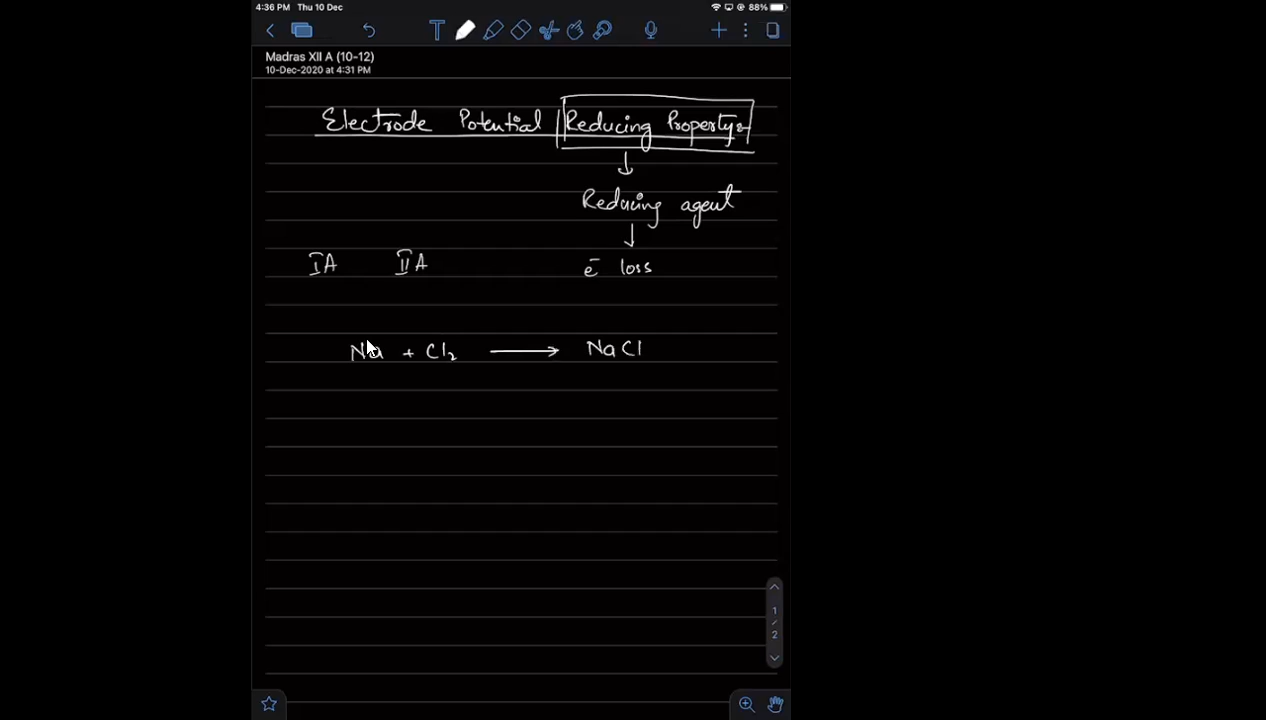 4:36 PM Thu 10 Dec 88%
T
Madras XII A (10-12)
10-Dec-2020 at 4:31 PM
Electrode Potential | Reducing Property:-
↓
Reducing agent
↓
IA IIA e⁻ loss
Na + Cl₂ ⟶ NaCl
1
/
2